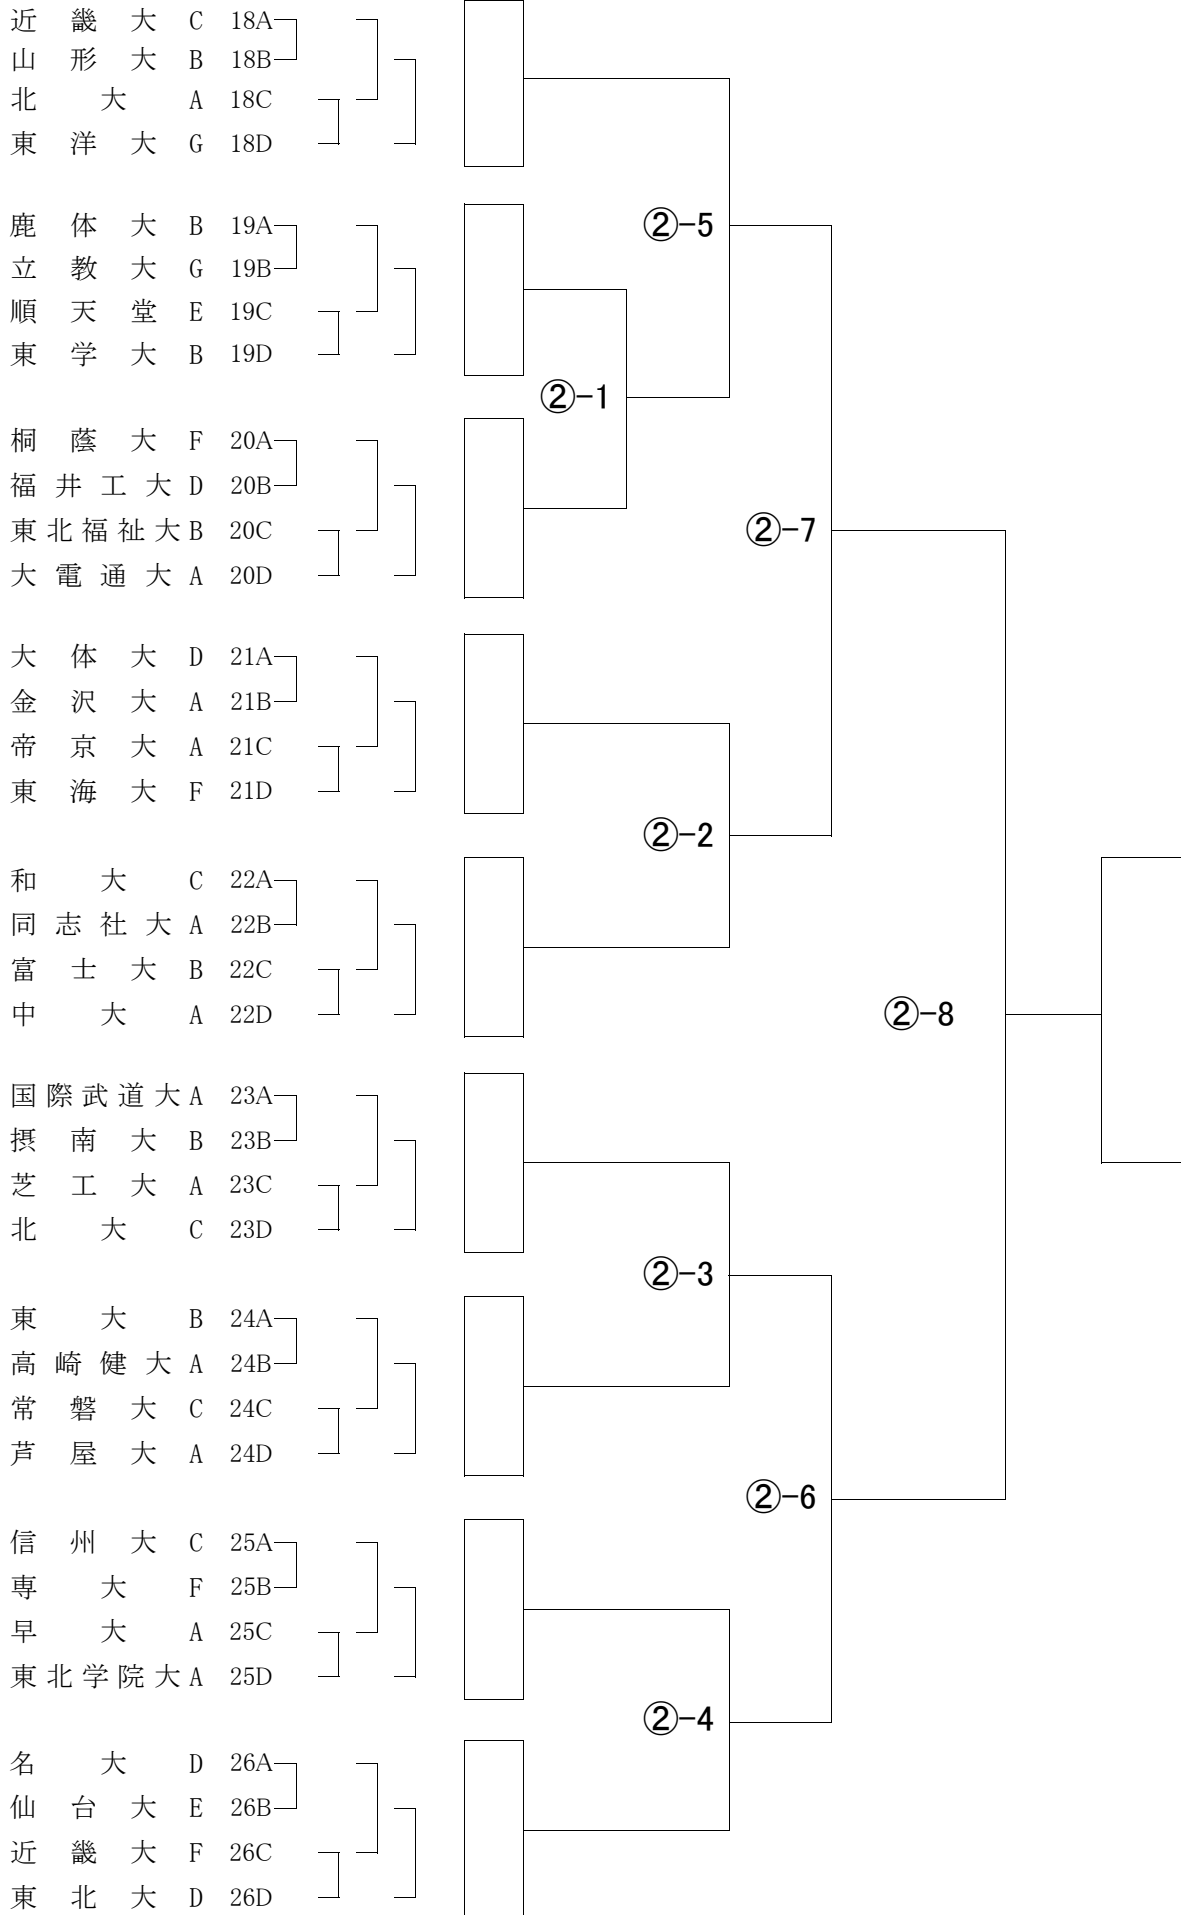 近畿大 C 18A
山形大 B 18B
北大 A 18C
東洋大 G 18D
②-5
鹿体大 B 19A
立教大 G 19B
順天堂 E 19C
東学大 B 19D
②-1
桐蔭大 F 20A
福井工大 D 20B
東北福祉大 B 20C
②-7
大電通大 A 20D
大体大 D 21A
金沢大 A 21B
帝京大 A 21C
東海大 F 21D
②-2
和大 C 22A
同志社大 A 22B
富士大 B 22C
中大 A 22D
②-8
国際武道大 A 23A
摂南大 B 23B
芝工大 A 23C
北大 C 23D
②-3
東大 B 24A
高崎健大 A 24B
常磐大 C 24C
芦屋大 A 24D
②-6
信州大 C 25A
専大 F 25B
早大 A 25C
東北学院大 A 25D
②-4
名大 D 26A
仙台大 E 26B
近畿大 F 26C
東北大 D 26D